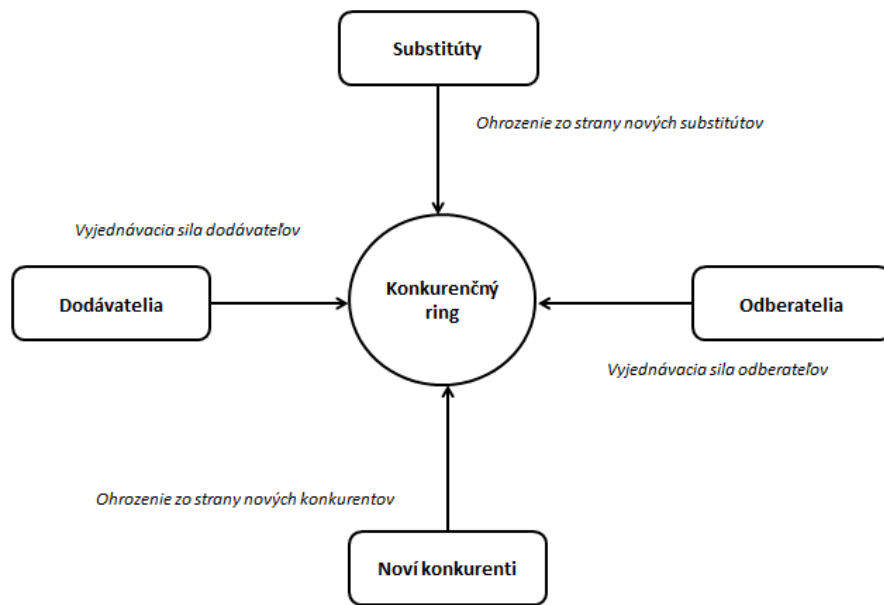 Substitúty
Ohrozenie zo strany nových substitútov
Vyjednávacia sila dodávateľov
Dodávatelia
Konkurenčný
ring
Odberatelia
Vyjednávacia sila odberateľov
Ohrozenie zo strany nových konkurentov
Noví konkurenti